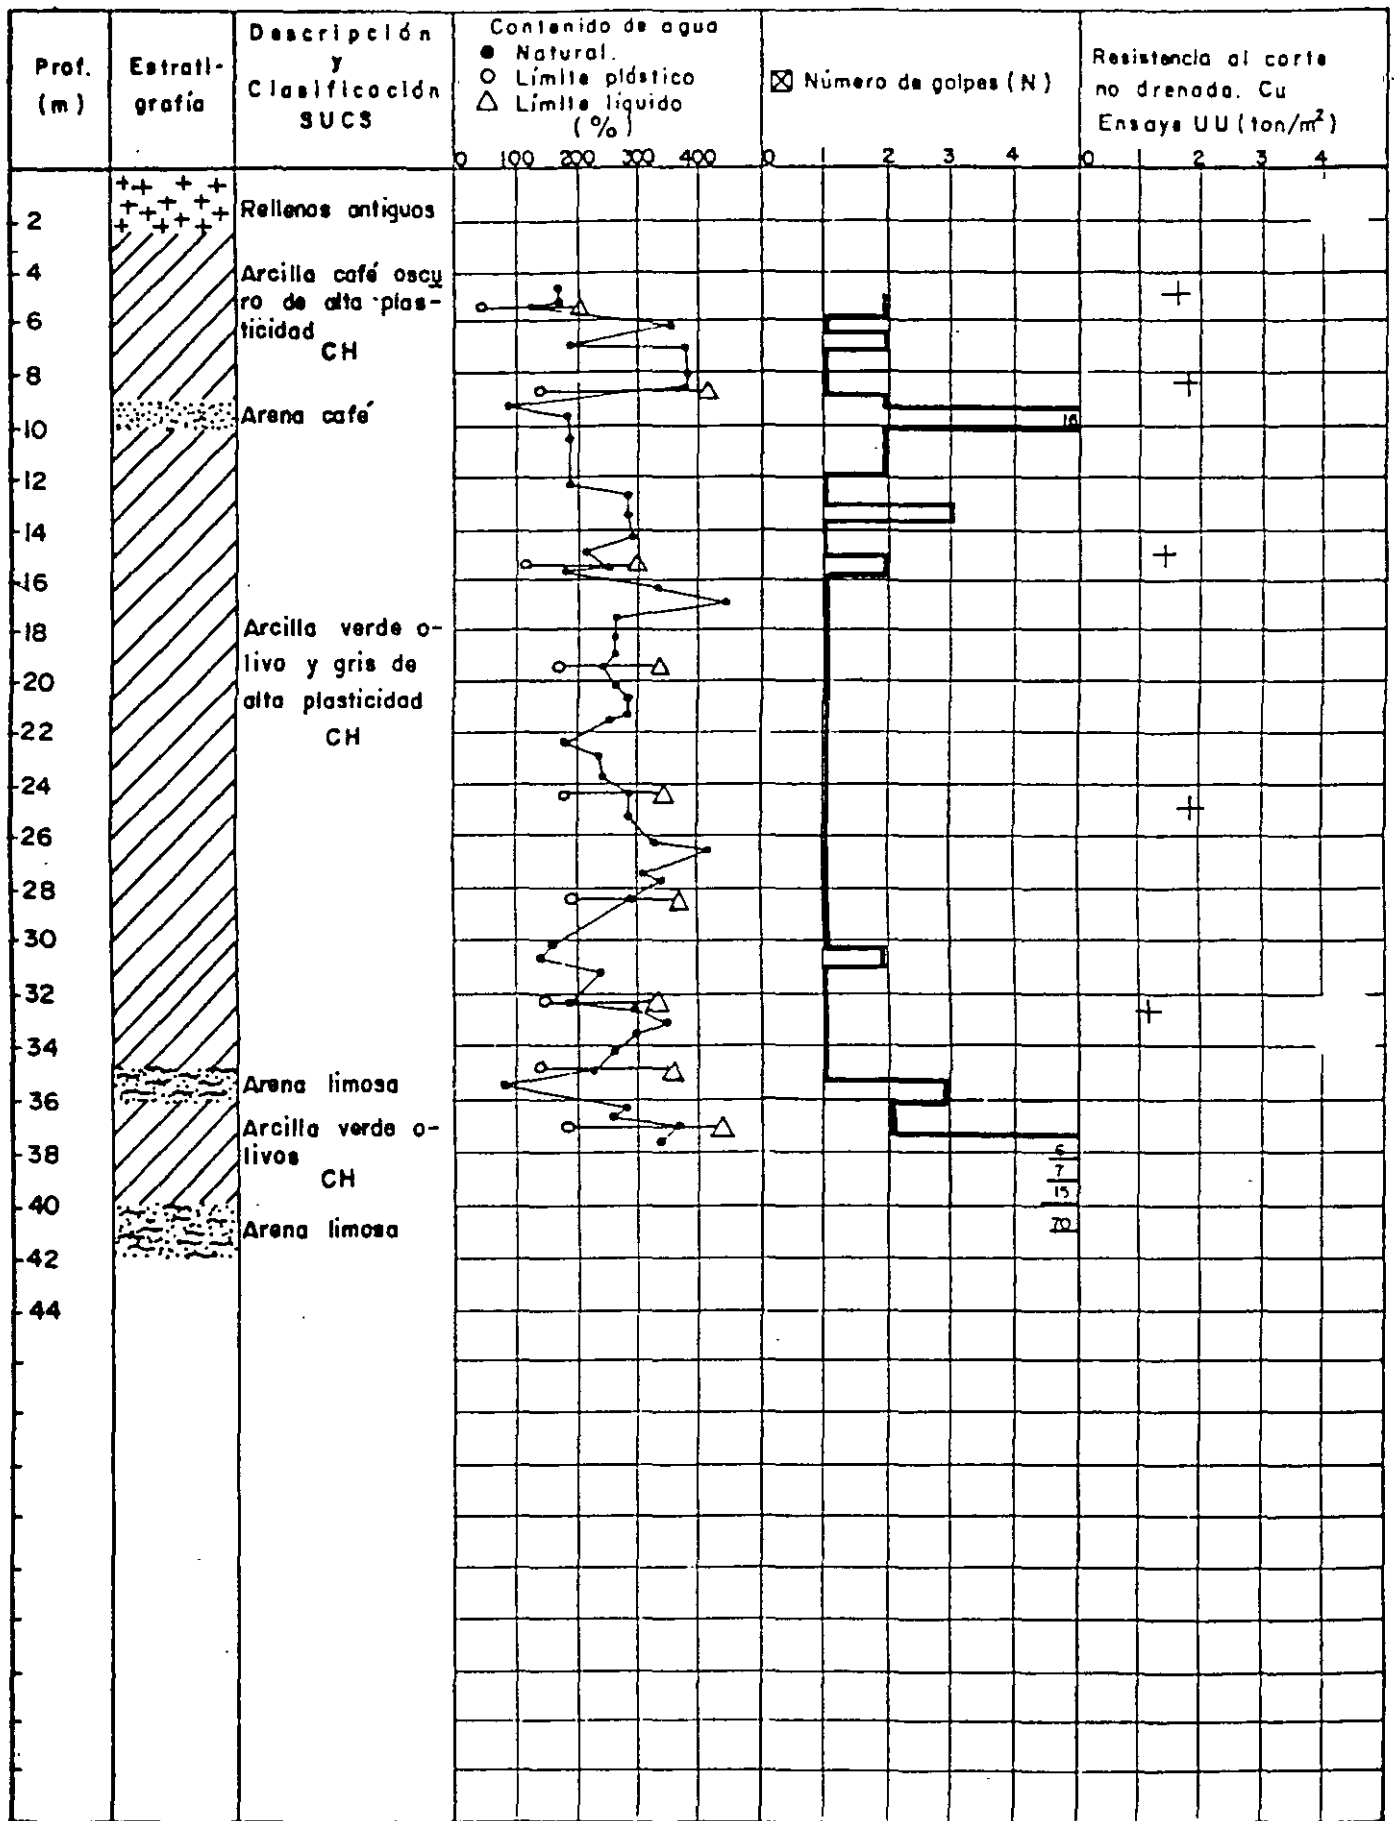 Prof.
(m)
Estrati-
grafía
Descripción
y
Clasificación
SUCS
Contenido de agua
Natural.
Límite plástico
Límite líquido
(%)
Número de golpes (N)
Resistencia al corte
no drenada. Cu
Ensaye UU (ton/m²)
0 100 200 300 400
0 1 2 3 4
0 1 2 3 4
2
4
6
8
10
12
14
16
18
20
22
24
26
28
30
32
34
36
38
40
42
44
Rellenos antiguos
Arcilla café oscu
ro de alta plas-
ticidad
CH
Arena café
Arcilla verde o-
livo y gris de
alta plasticidad
CH
Arena limosa
Arcilla verde o-
livos
CH
Arena limosa
6
7
15
70